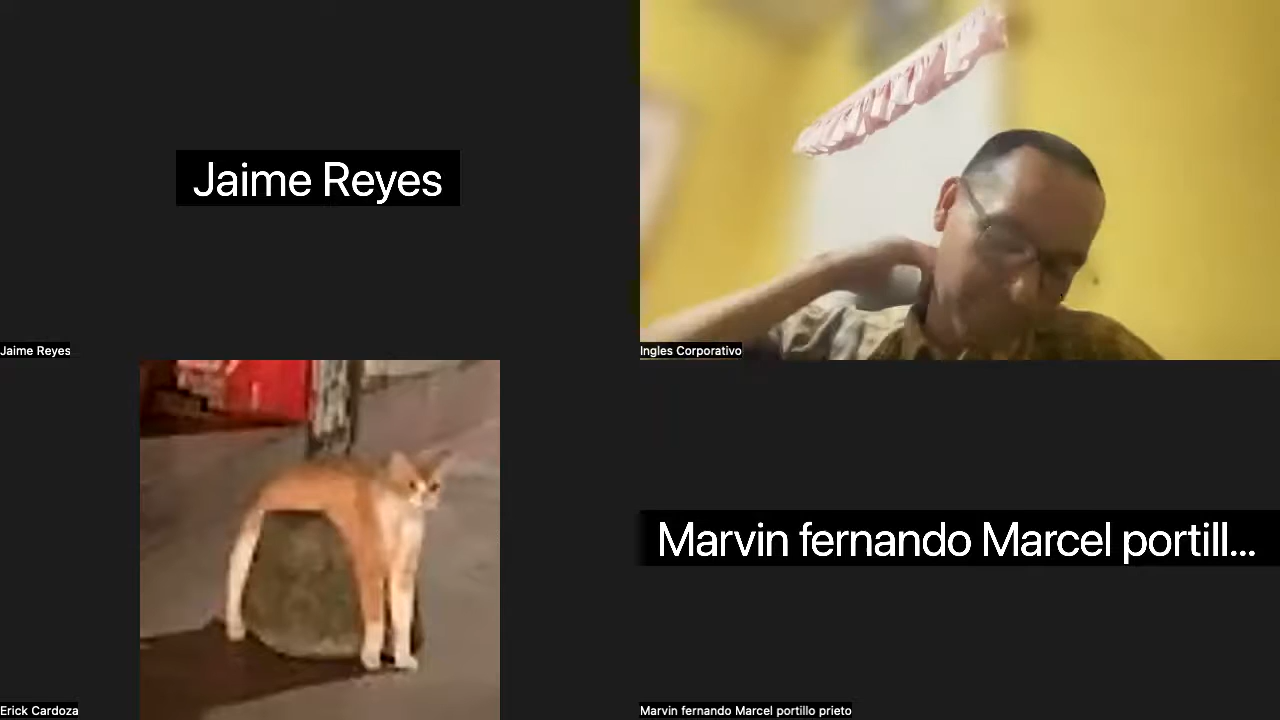 Jaime Reyes
Jaime Reyes
Ingles Corporativo
Marvin fernando Marcel portill...
Erick Cardoza
Marvin fernando Marcel portillo prieto